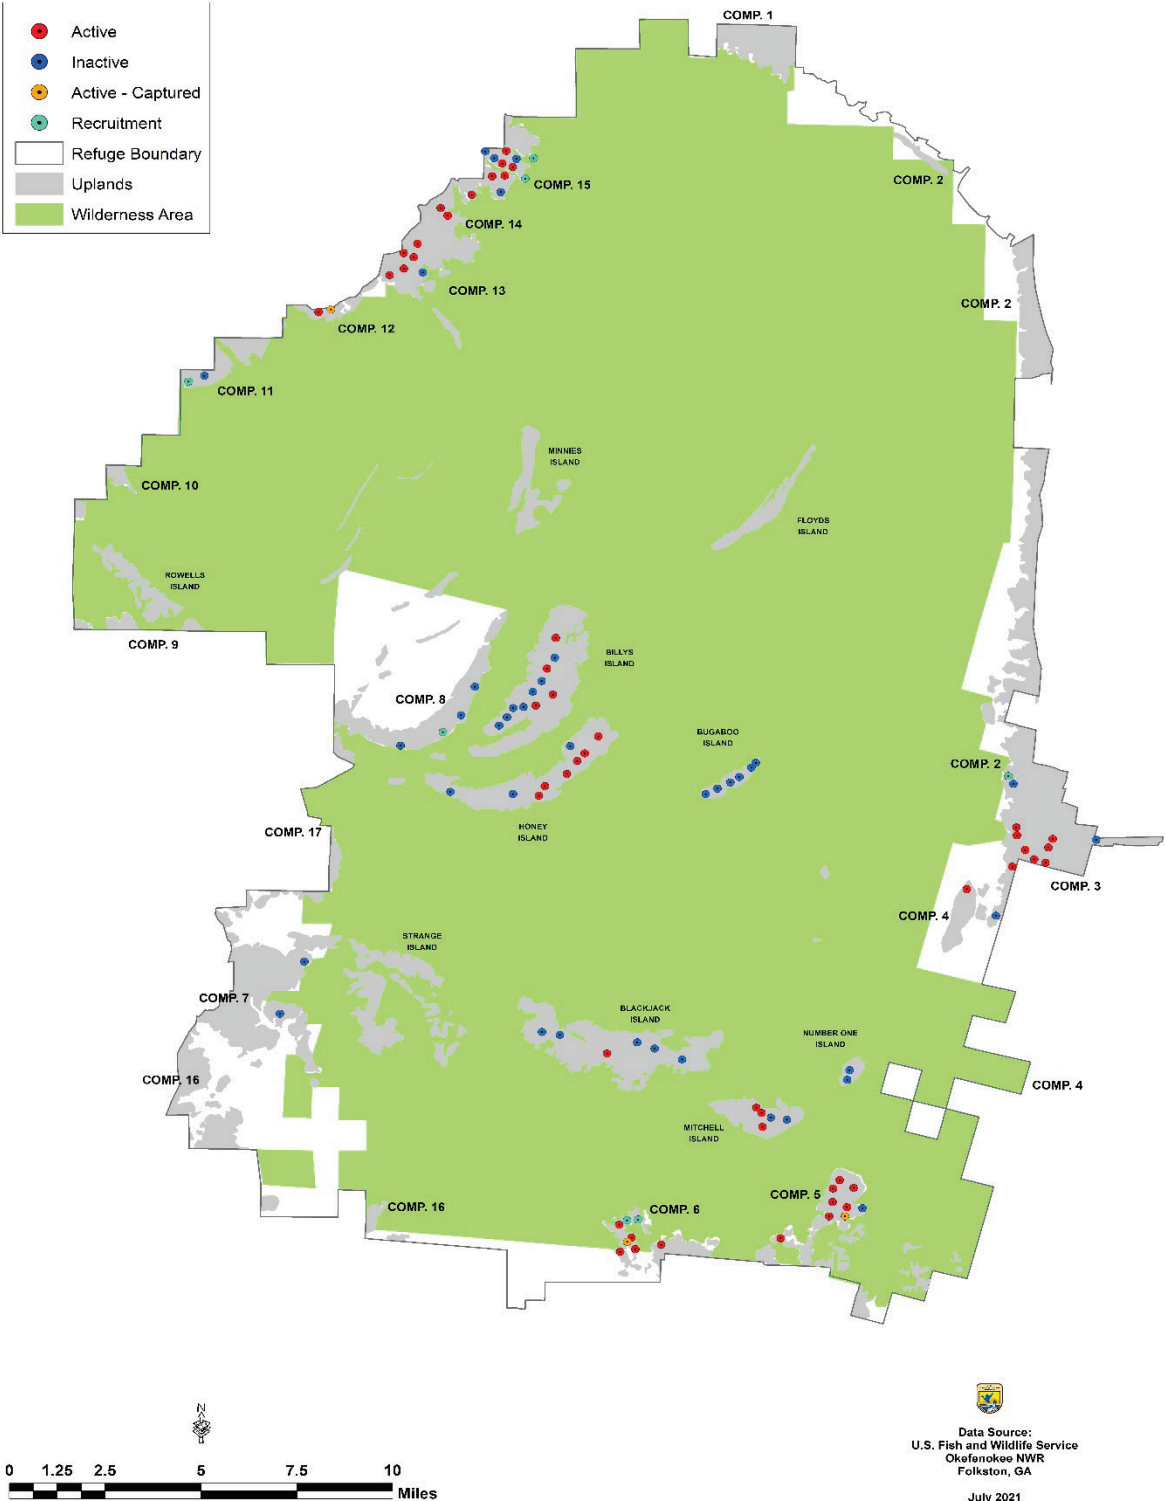 Active
Inactive
Active - Captured
Recruitment
Refuge Boundary
Uplands
Wilderness Area
COMP. 1
COMP. 15
COMP. 2
COMP. 14
COMP. 13
COMP. 2
COMP. 12
COMP. 11
MINNIES
ISLAND
COMP. 10
FLOYDS
ISLAND
ROWELLS
ISLAND
COMP. 9
BILLYS
ISLAND
COMP. 8
BUGABOO
ISLAND
COMP. 2
HONEY
ISLAND
COMP. 17
COMP. 3
COMP. 4
STRANGE
ISLAND
COMP. 7
BLACKJACK
ISLAND
NUMBER ONE
ISLAND
COMP. 16
COMP. 4
MITCHELL
ISLAND
COMP. 5
COMP. 16
COMP. 6
N
0 1.25 2.5 5 7.5 10
Miles
Data Source:
U.S. Fish and Wildlife Service
Okefenokee NWR
Folkston, GA
July 2021